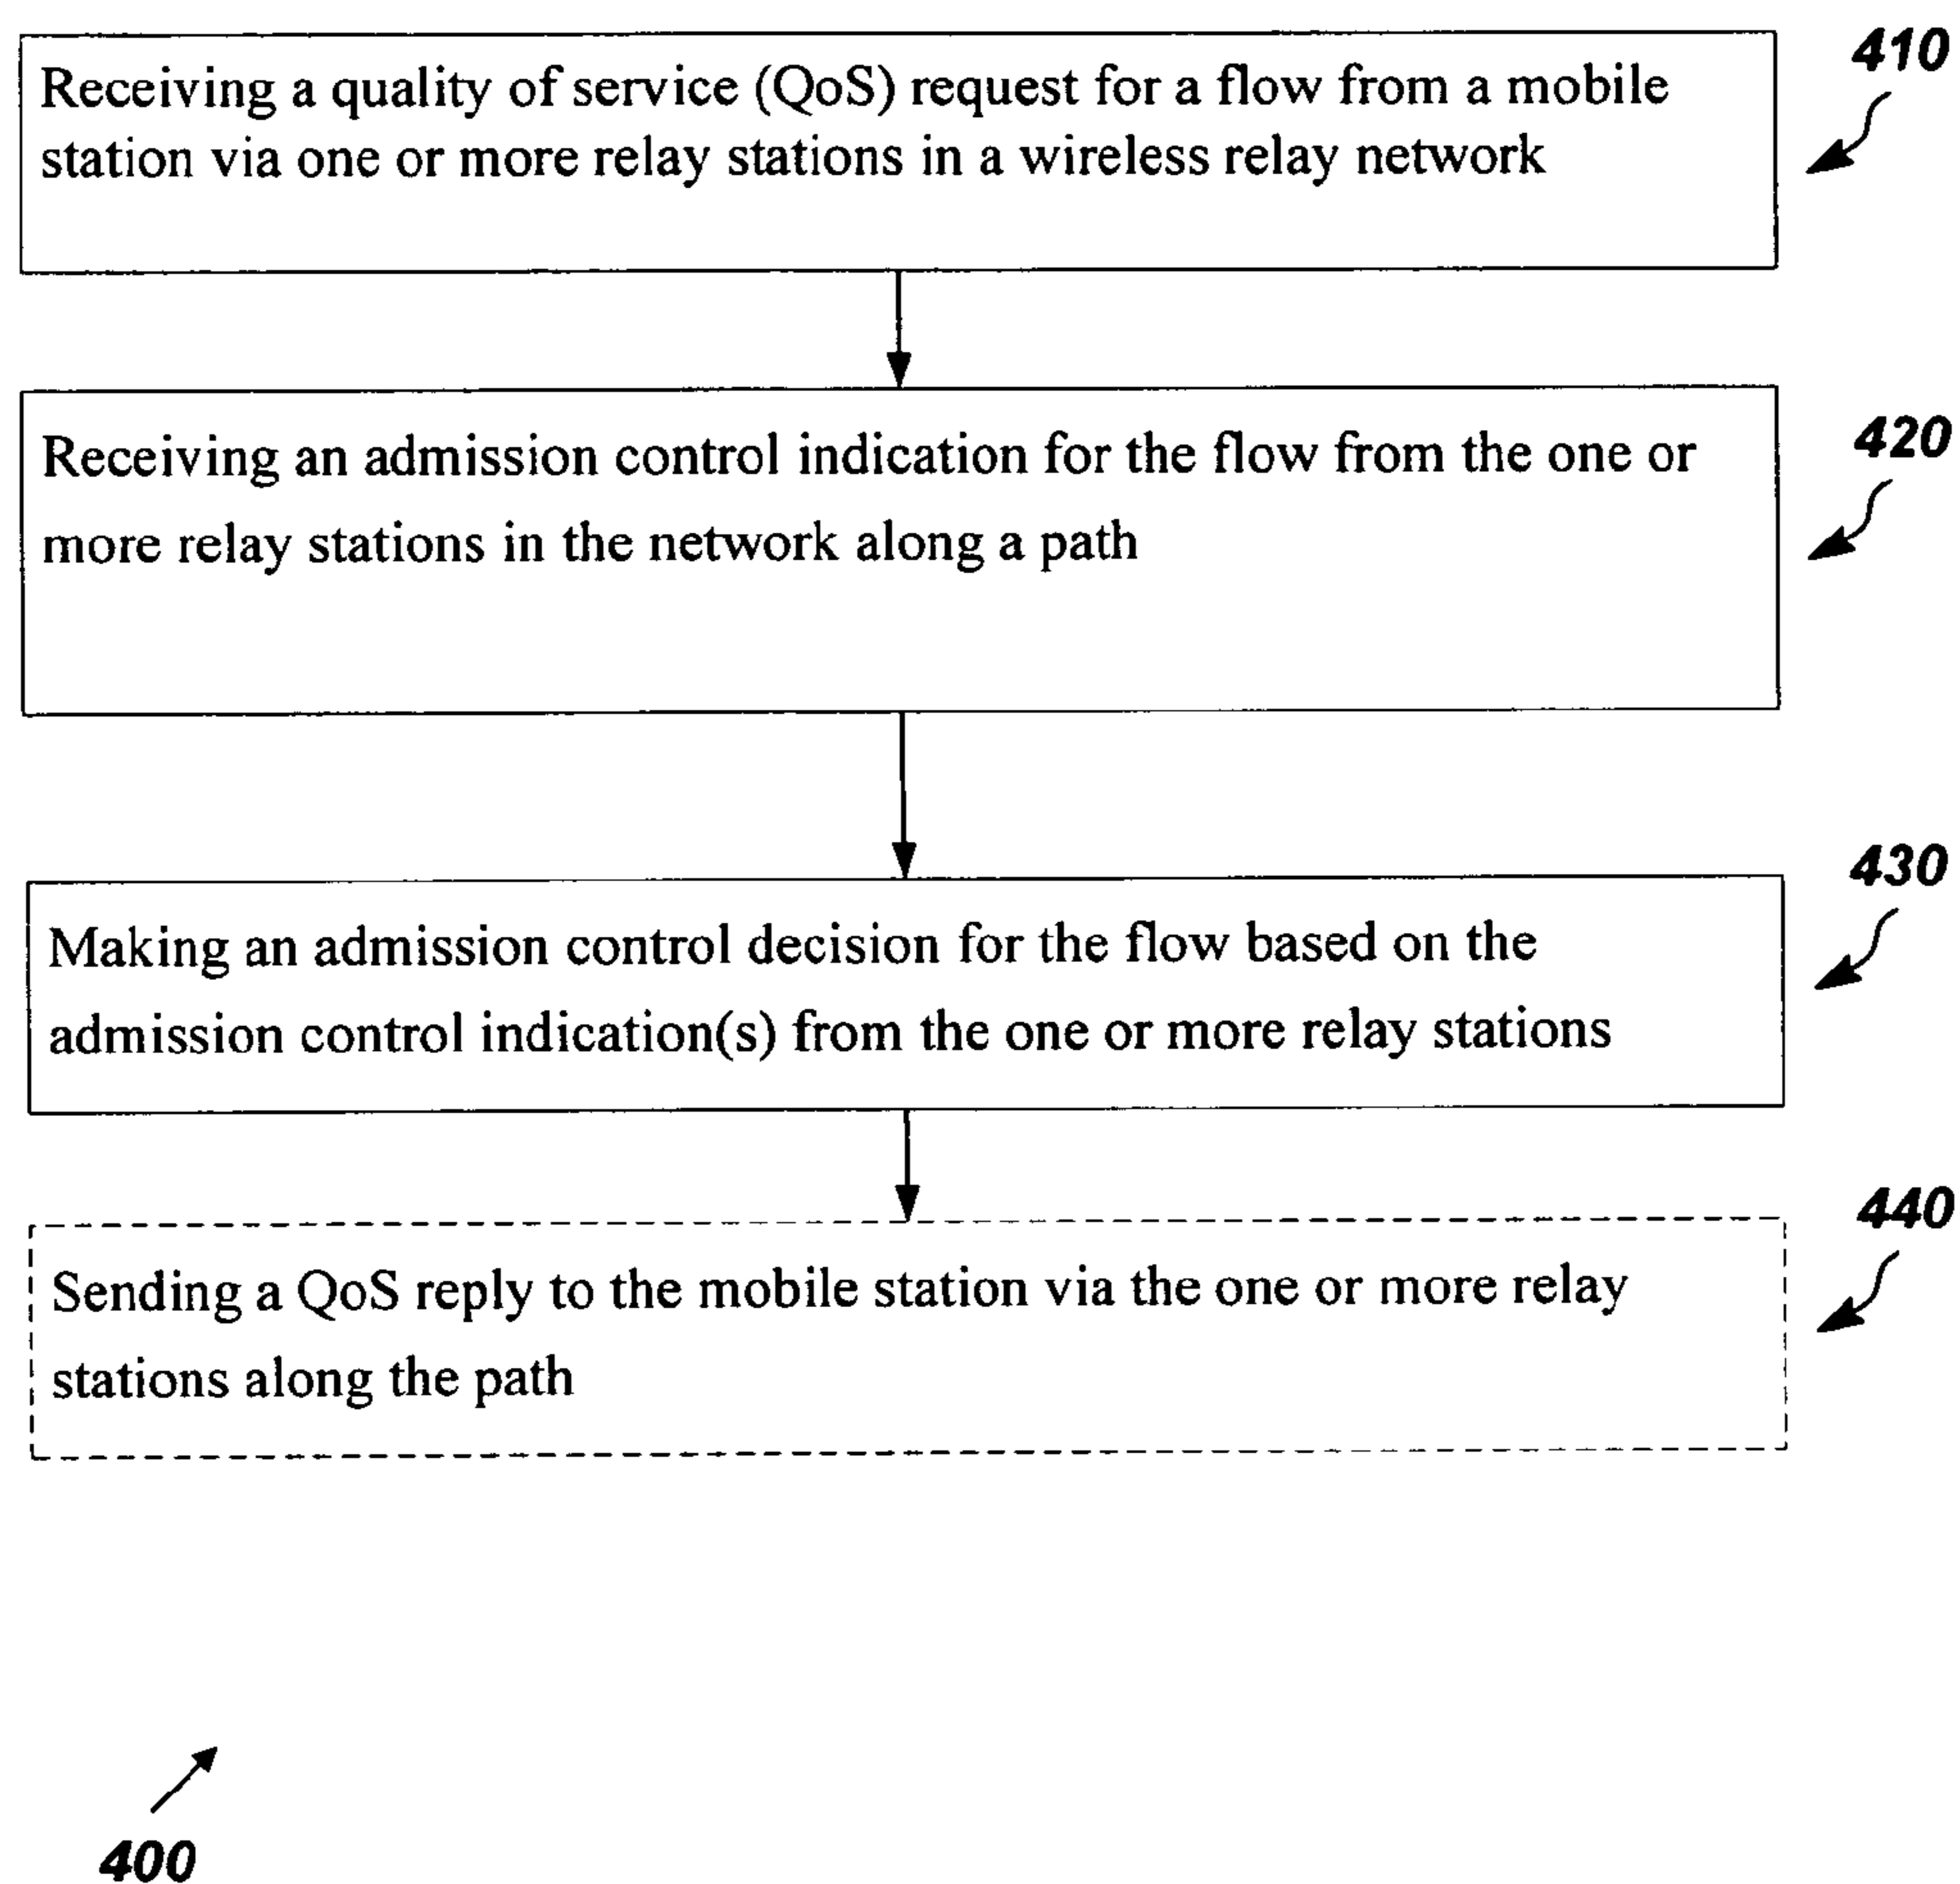 410
Receiving a quality of service (QoS) request for a flow from a mobile
station via one or more relay stations in a wireless relay network
420
Receiving an admission control indication for the flow from the one or
more relay stations in the network along a path
430
Making an admission control decision for the flow based on the
admission control indication(s) from the one or more relay stations
440
Sending a QoS reply to the mobile station via the one or more relay
stations along the path
400